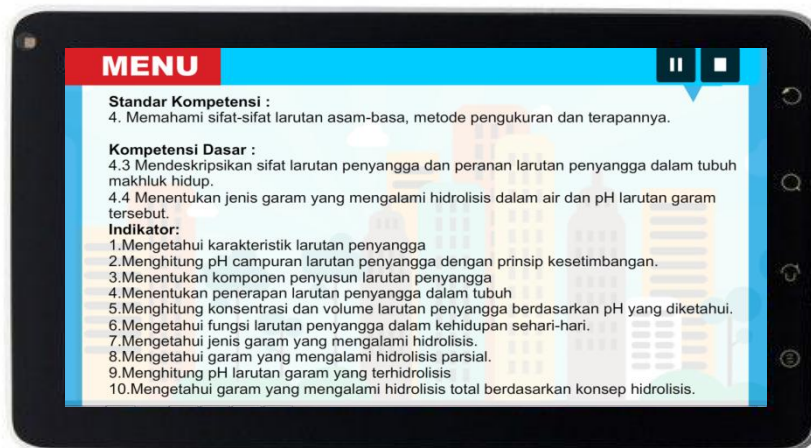 MENU
Standar Kompetensi :
4. Memahami sifat-sifat larutan asam-basa, metode pengukuran dan terapannya.
Kompetensi Dasar :
4.3 Mendeskripsikan sifat larutan penyangga dan peranan larutan penyangga dalam tubuh
makhluk hidup.
4.4 Menentukan jenis garam yang mengalami hidrolisis dalam air dan pH larutan garam
tersebut.
Indikator:
1.Mengetahui karakteristik larutan penyangga
2.Menghitung pH campuran larutan penyangga dengan prinsip kesetimbangan.
3.Menentukan komponen penyusun larutan penyangga
4.Menentukan penerapan larutan penyangga dalam tubuh
5.Menghitung konsentrasi dan volume larutan penyangga berdasarkan pH yang diketahui.
6.Mengetahui fungsi larutan penyangga dalam kehidupan sehari-hari.
7.Mengetahui jenis garam yang mengalami hidrolisis.
8.Mengetahui garam yang mengalami hidrolisis parsial.
9.Menghitung pH larutan garam yang terhidrolisis
10.Mengetahui garam yang mengalami hidrolisis total berdasarkan konsep hidrolisis.